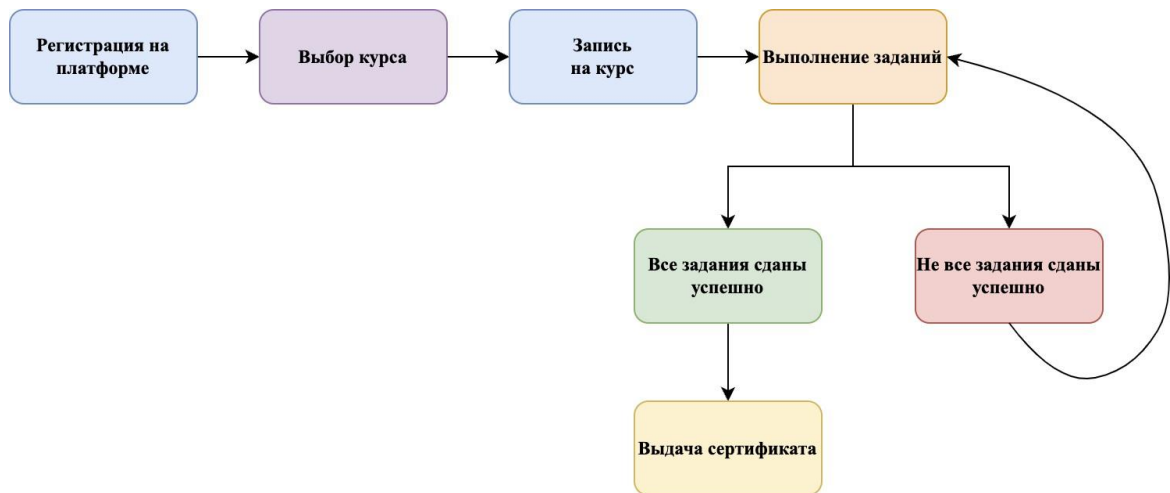 Регистрация на
платформе
Выбор курса
Запись
на курс
Выполнение заданий
Все задания сданы
успешно
Не все задания сданы
успешно
Выдача сертификата